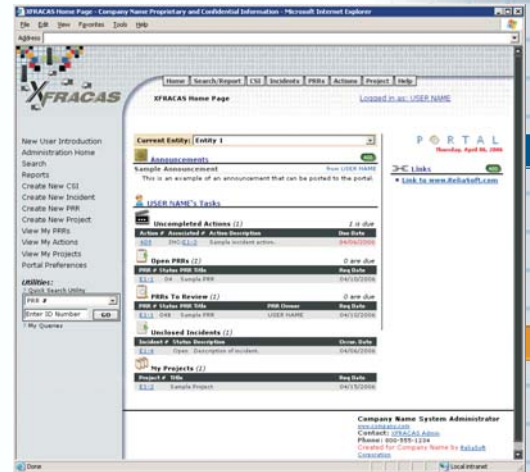 XFRACAS Home Page - Company Name Proprietary and Confidential Information - Microsoft Internet Explorer
File Edit View Favorites Tools Help
Address
XFRACAS
Home Search/Report CSI Incidents PRRs Actions Project Help
XFRACAS Home Page Logged in as: USER NAME
New User Introduction
Administration Home
Search
Reports
Create New CSI
Create New Incident
Create New PRR
Create New Project
View My PRRs
View My Actions
View My Projects
Portal Preferences
Utilities:
Quick Search Utility
PRR #
Enter ID Number GO
My Queries
Current Entity: Entity 1
Announcements
Sample Announcement from USER NAME
This is an example of an announcement that can be posted to the portal.
USER NAME's Tasks
Uncompleted Actions (1) 1 is due
Action # Associated # Action Description Due Date
Sample incident action. 04/06/2006
Open PRRs (1) 0 are due
PRR # Status PRR Title Req Date
E1-1 04 Sample PRR 04/10/2006
PRRs To Review (1) 0 are due
PRR # Status PRR Title PRR Owner Req Date
E1-1 04B Sample PRR USER NAME 04/10/2006
Unclosed Incidents (1)
Incident # Status Description Occur. Date
Open Description of incident. 04/06/2006
My Projects (1)
Project # Title Req Date
Sample Project 04/15/2006
PORTAL
Thursday, April 06, 2006
Links
Link to www.ReliaSoft.com
Company Name System Administrator
www.company.com
Contact: XFRACAS Admin
Phone: 800-555-1234
Created for Company Name by ReliaSoft
Corporation
Done Local intranet